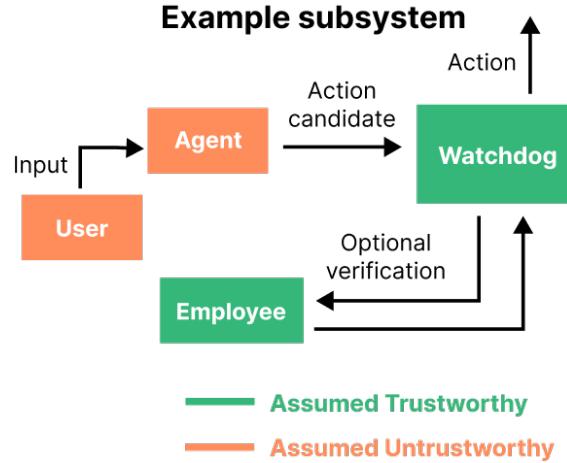 Example subsystem
Action
Action
candidate
Agent
Watchdog
Input
User
Optional
verification
Employee
Assumed Trustworthy
Assumed Untrustworthy